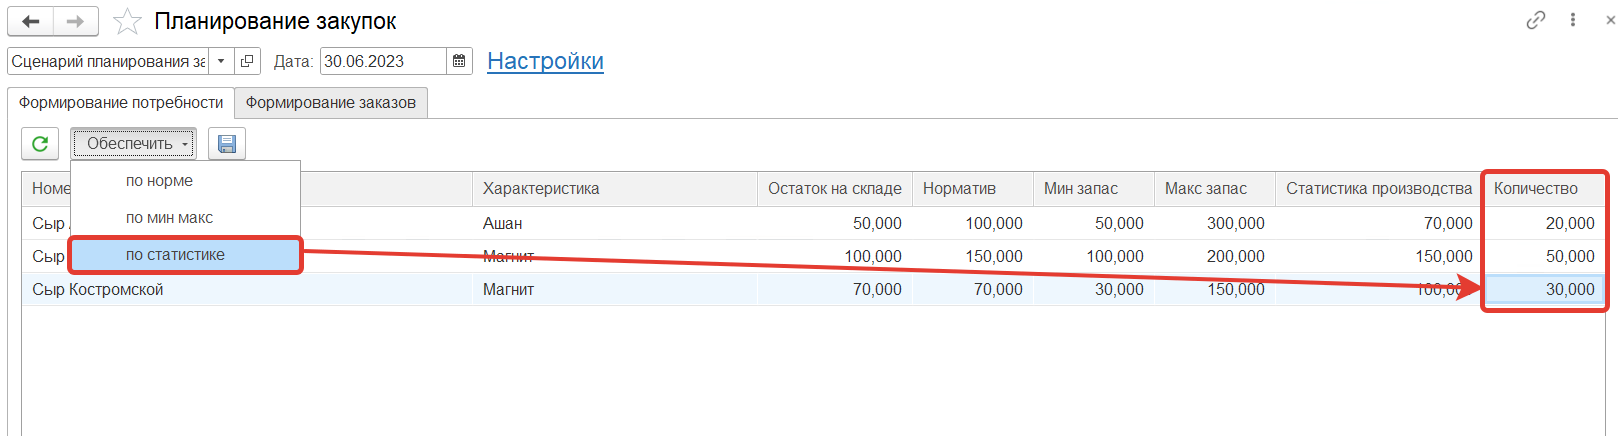 Планирование закупок
Сценарий планирования за Дата: 30.06.2023 Настройки
Формирование потребности Формирование заказов
Обеспечить
по норме
по мин макс
по статистике
Характеристика Остаток на складе Норматив Мин запас Макс запас Статистика производства Количество
Сыр Ашан 50,000 100,000 50,000 300,000 70,000 20,000
Сыр Магнит 100,000 150,000 100,000 200,000 150,000 50,000
Сыр Костромской Магнит 70,000 70,000 30,000 150,000 100,000 30,000